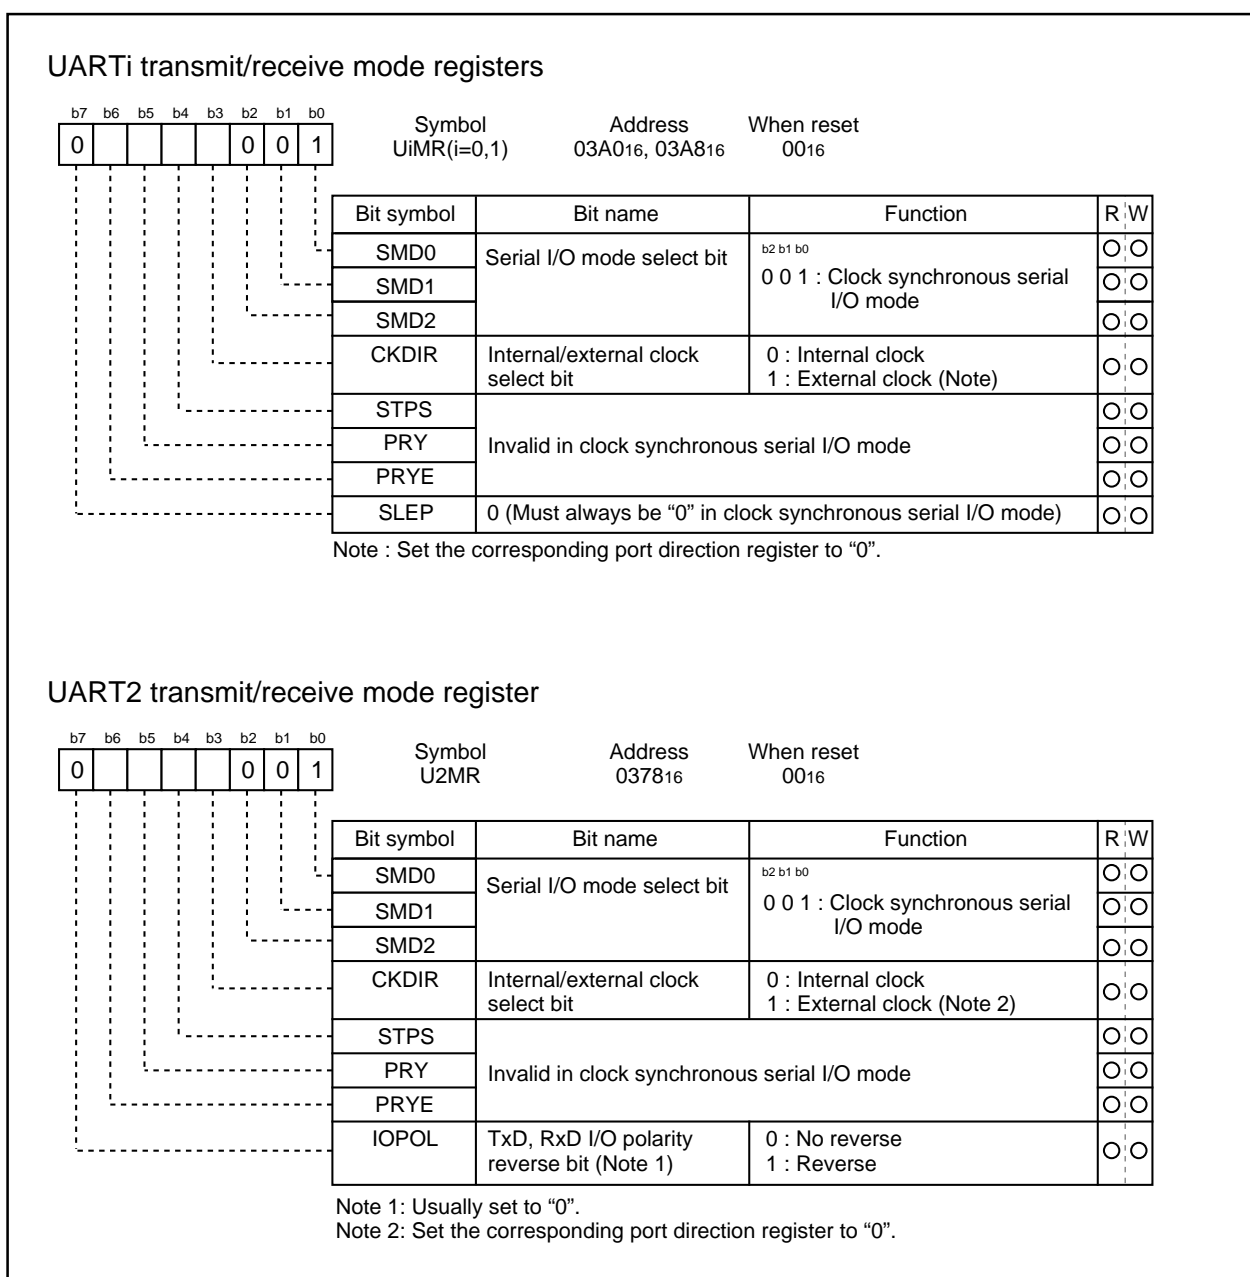 UARTi transmit/receive mode registers
b7 b6 b5 b4 b3 b2 b1 b0
0 0 0 1
Symbol Address When reset
UiMR(i=0,1) 03A016, 03A816 0016
Bit symbol Bit name Function R W
SMD0 Serial I/O mode select bit b2 b1 b0
SMD1 0 0 1 : Clock synchronous serial
I/O mode
SMD2
CKDIR Internal/external clock 0 : Internal clock
select bit 1 : External clock (Note)
STPS
PRY Invalid in clock synchronous serial I/O mode
PRYE
SLEP 0 (Must always be “0” in clock synchronous serial I/O mode)
Note : Set the corresponding port direction register to “0”.
UART2 transmit/receive mode register
b7 b6 b5 b4 b3 b2 b1 b0
0 0 0 1
Symbol Address When reset
U2MR 037816 0016
Bit symbol Bit name Function R W
SMD0 Serial I/O mode select bit b2 b1 b0
SMD1 0 0 1 : Clock synchronous serial
I/O mode
SMD2
CKDIR Internal/external clock 0 : Internal clock
select bit 1 : External clock (Note 2)
STPS
PRY Invalid in clock synchronous serial I/O mode
PRYE
IOPOL TxD, RxD I/O polarity 0 : No reverse
reverse bit (Note 1) 1 : Reverse
Note 1: Usually set to “0”.
Note 2: Set the corresponding port direction register to “0”.